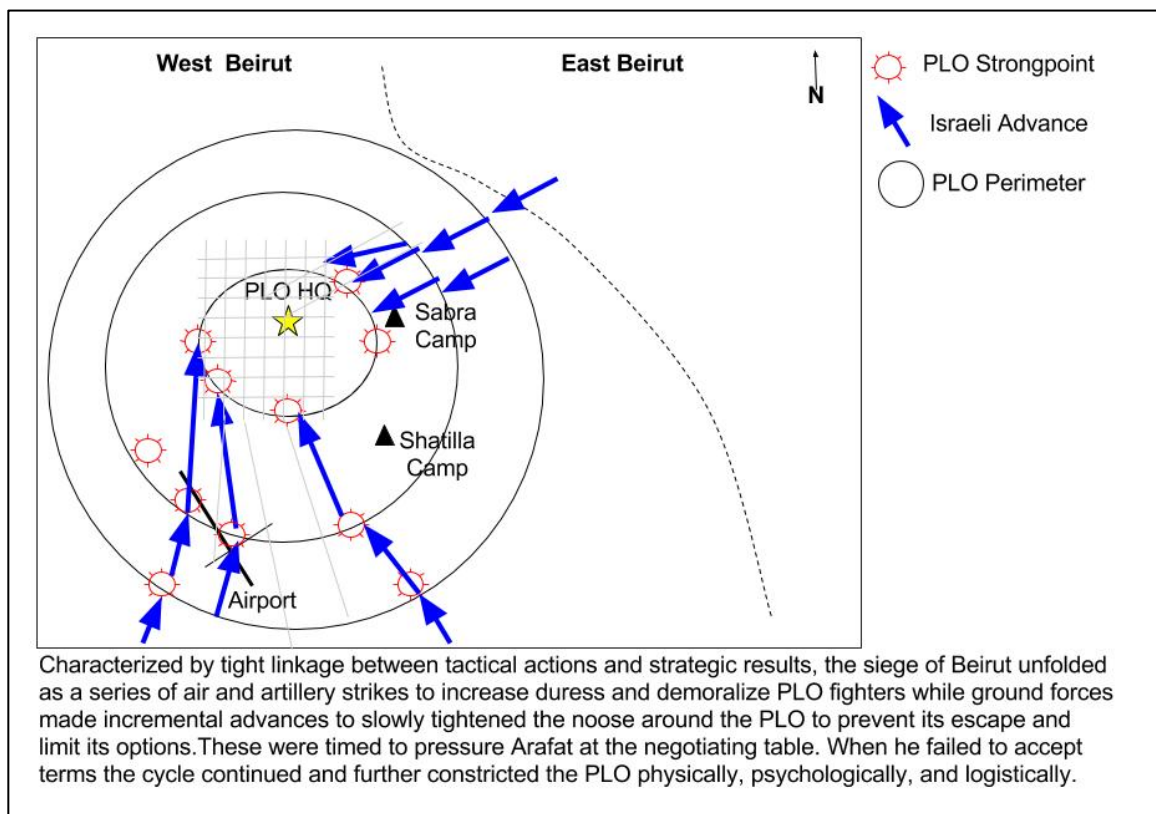 West Beirut
East Beirut
N
PLO Strongpoint
Israeli Advance
PLO Perimeter
PLO HQ
Sabra
Camp
Shatilla
Camp
Airport
Characterized by tight linkage between tactical actions and strategic results, the siege of Beirut unfolded
as a series of air and artillery strikes to increase duress and demoralize PLO fighters while ground forces
made incremental advances to slowly tightened the noose around the PLO to prevent its escape and
limit its options.These were timed to pressure Arafat at the negotiating table. When he failed to accept
terms the cycle continued and further constricted the PLO physically, psychologically, and logistically.